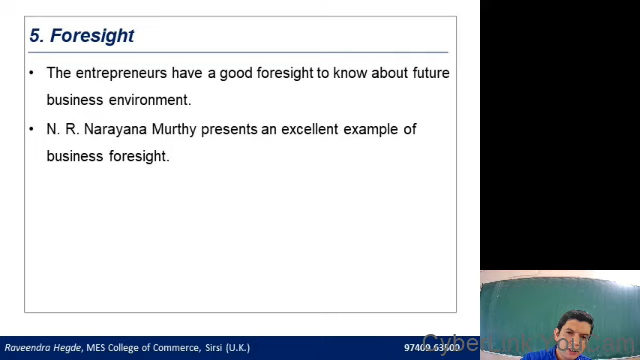 5. Foresight
• The entrepreneurs have a good foresight to know about future
business environment.
• N. R. Narayana Murthy presents an excellent example of
business foresight.
Raveendra Hegde, MES College of Commerce, Sirsi (U.K.)